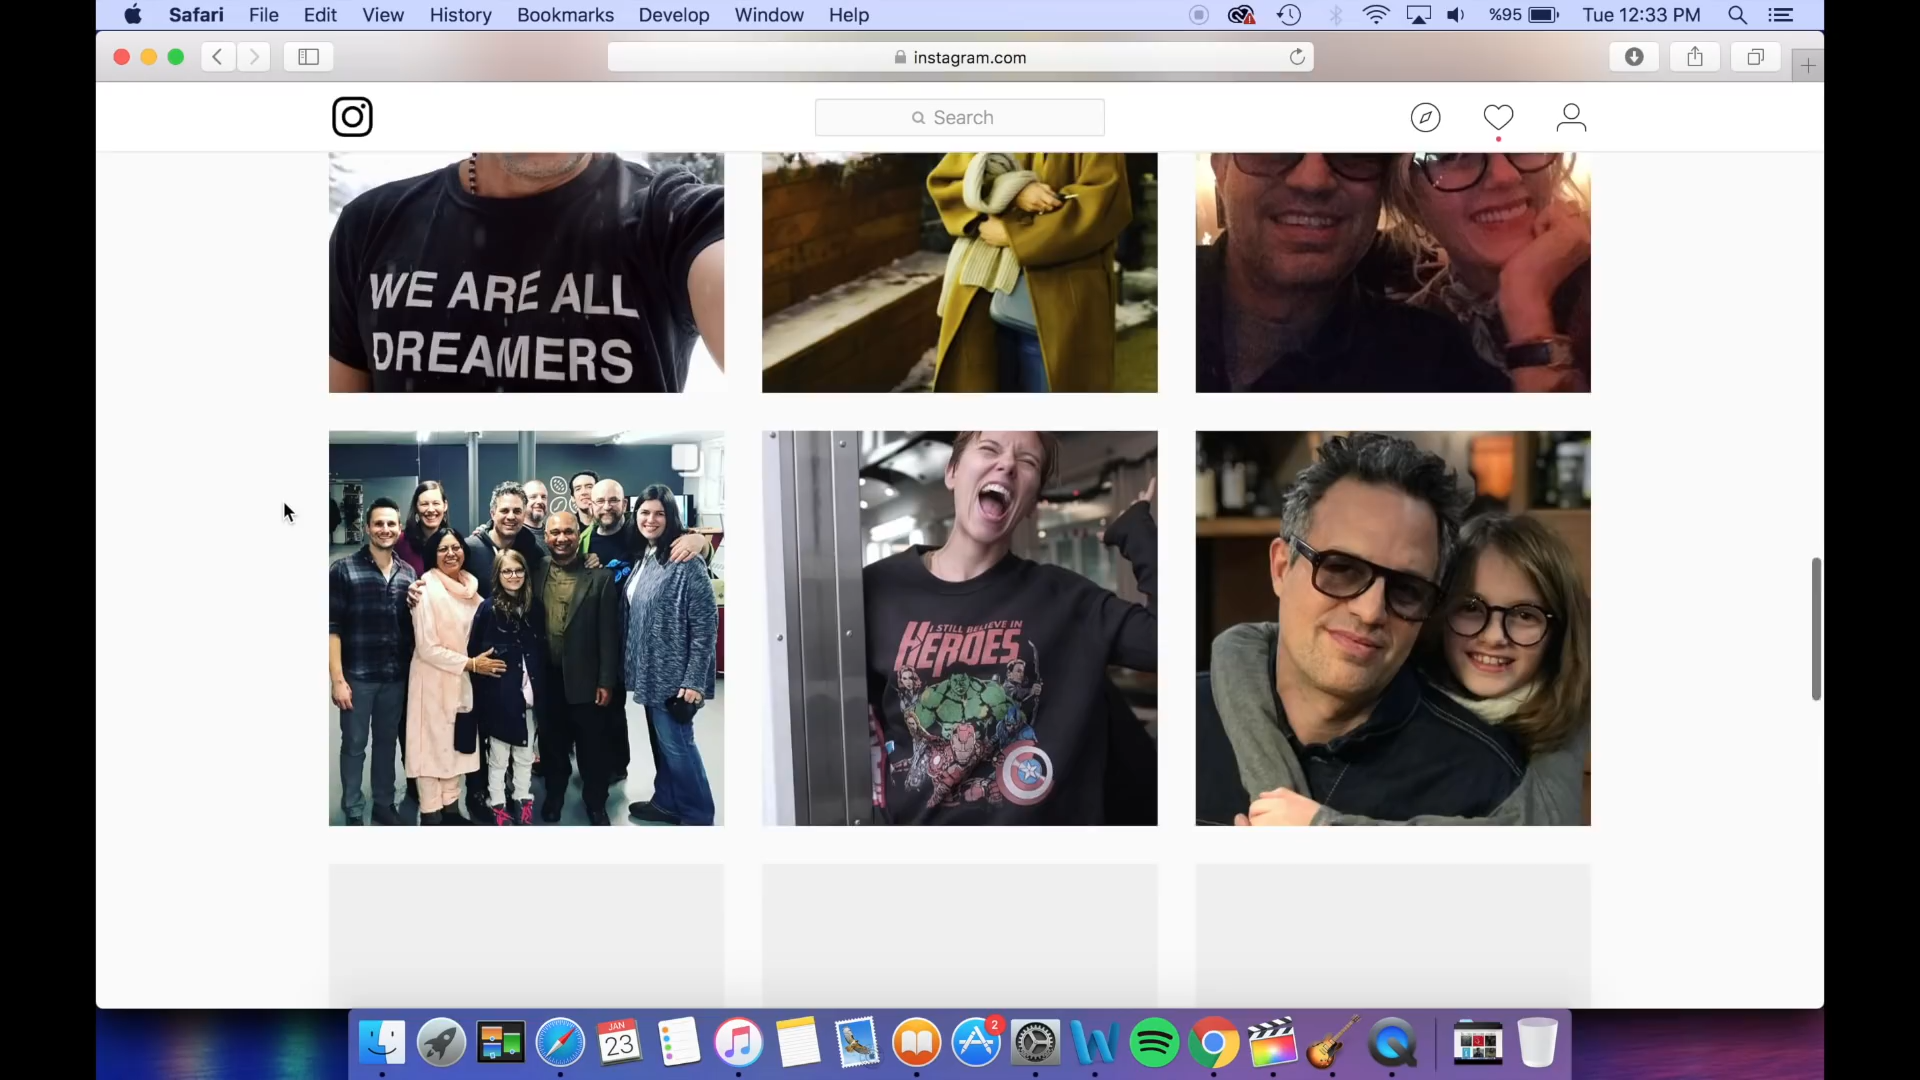 Safari File Edit View History Bookmarks Develop Window Help %95 Tue 12:33 PM
instagram.com
Search
WE ARE ALL
DREAMERS
I STILL BELIEVE IN
HEROES
2
JAN
23